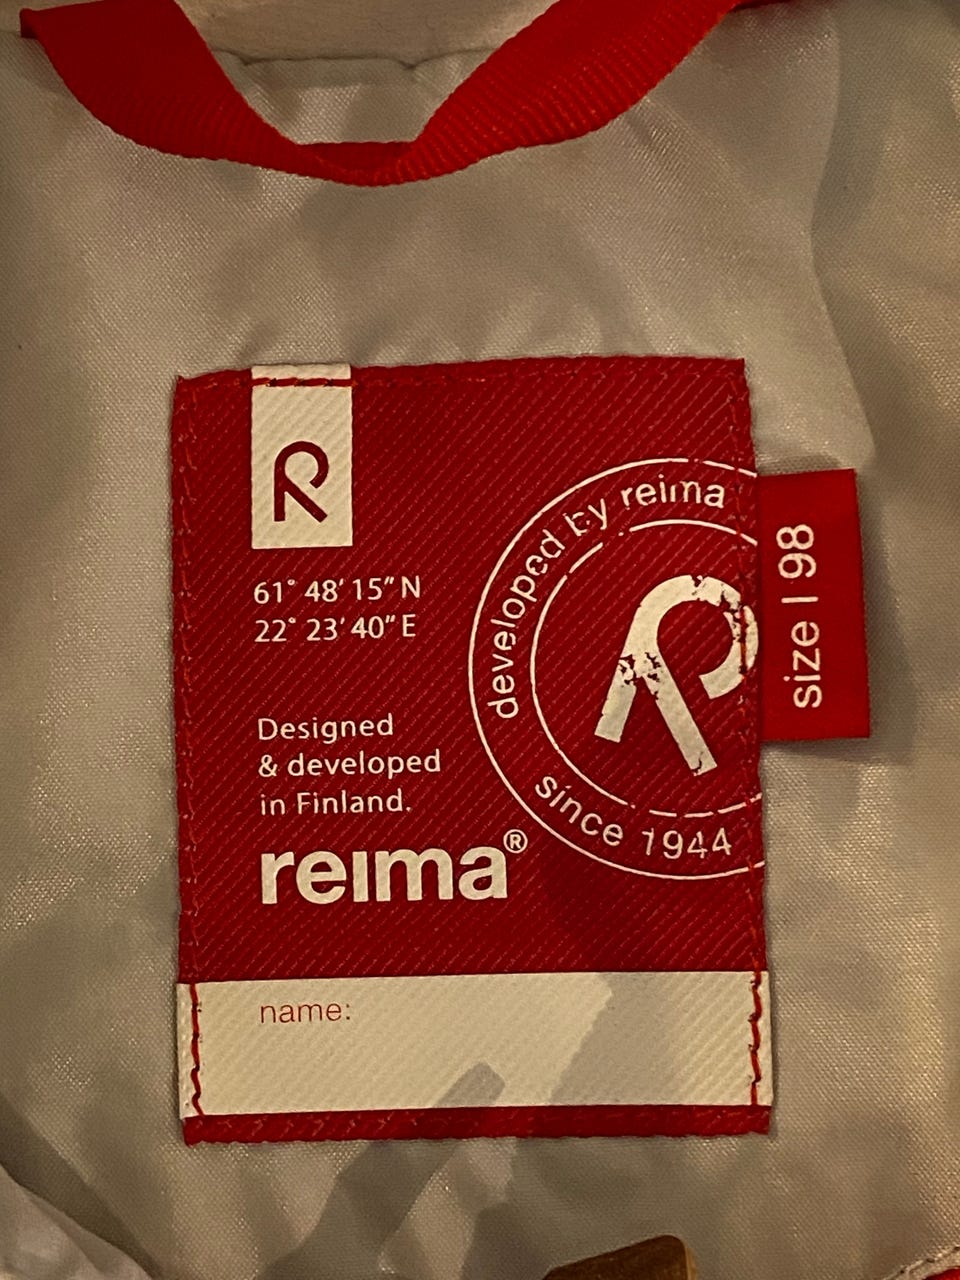 R
61° 48' 15" N
22° 23' 40" E
Designed
& developed
in Finland.
reima®
developed by reima
R
since 1944
size | 98
name: